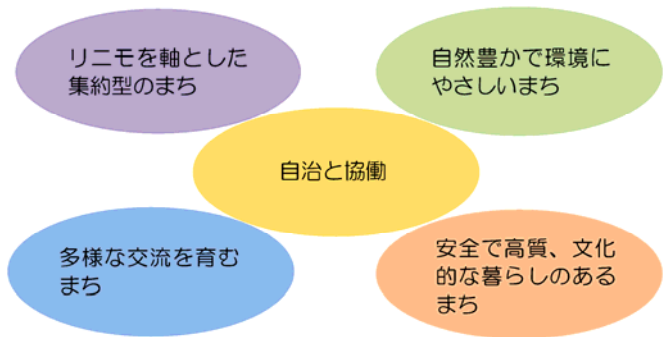 リニモを軸とした
集約型のまち
自然豊かで環境に
やさしいまち
自治と協働
多様な交流を育む
まち
安全で高質、文化
的な暮らしのある
まち